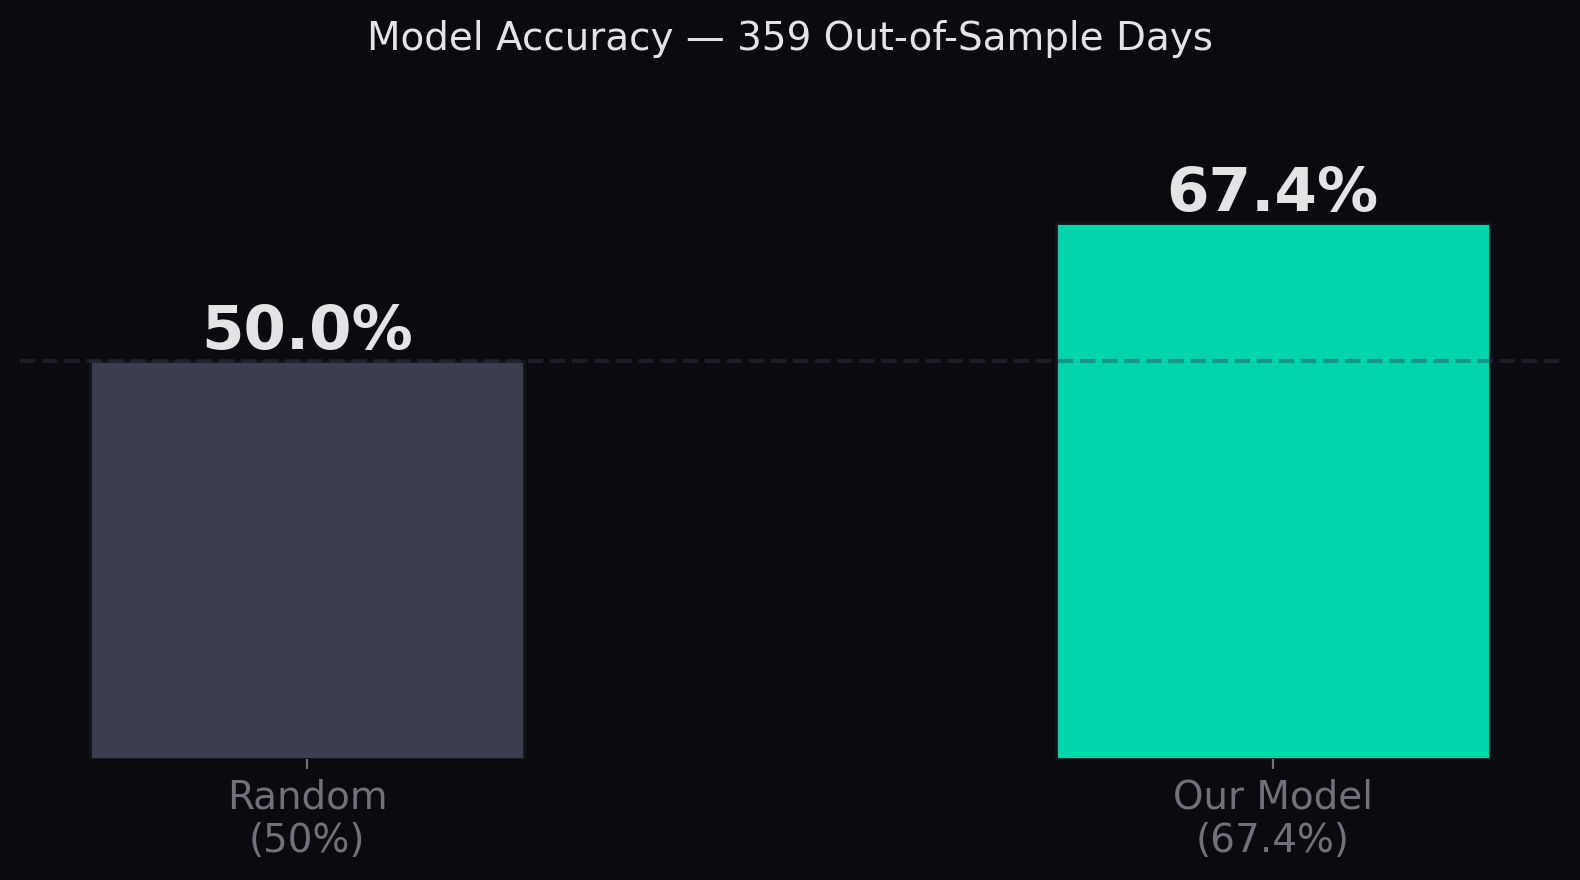 Model Accuracy — 359 Out-of-Sample Days
67.4%
50.0%
Random
(50%)
Our Model
(67.4%)